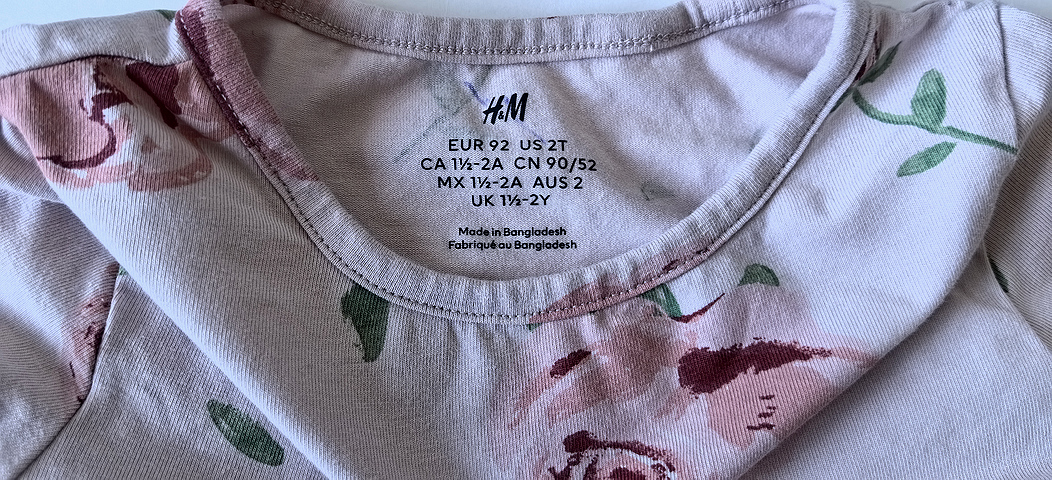 H&M
EUR 92 US 2T
CA 1½-2A CN 90/52
MX 1½-2A AUS 2
UK 1½-2Y
Made in Bangladesh
Fabriqué au Bangladesh